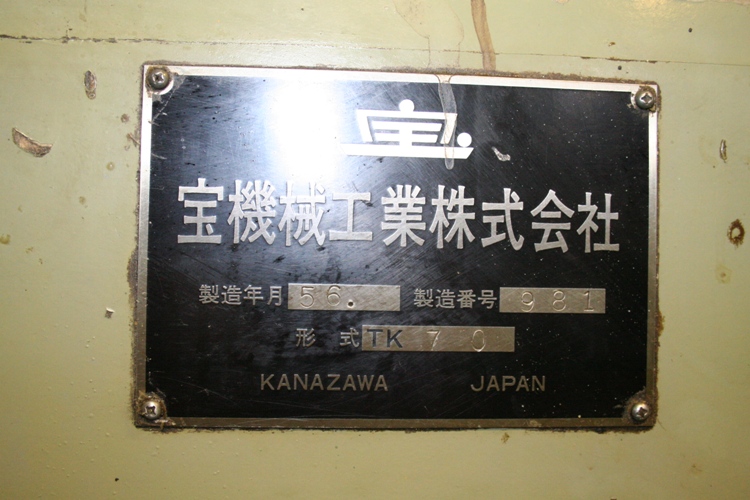 宝
宝機械工業株式会社
製造年月 56. 製造番号 981
形式 TK 70
KANAZAWA JAPAN